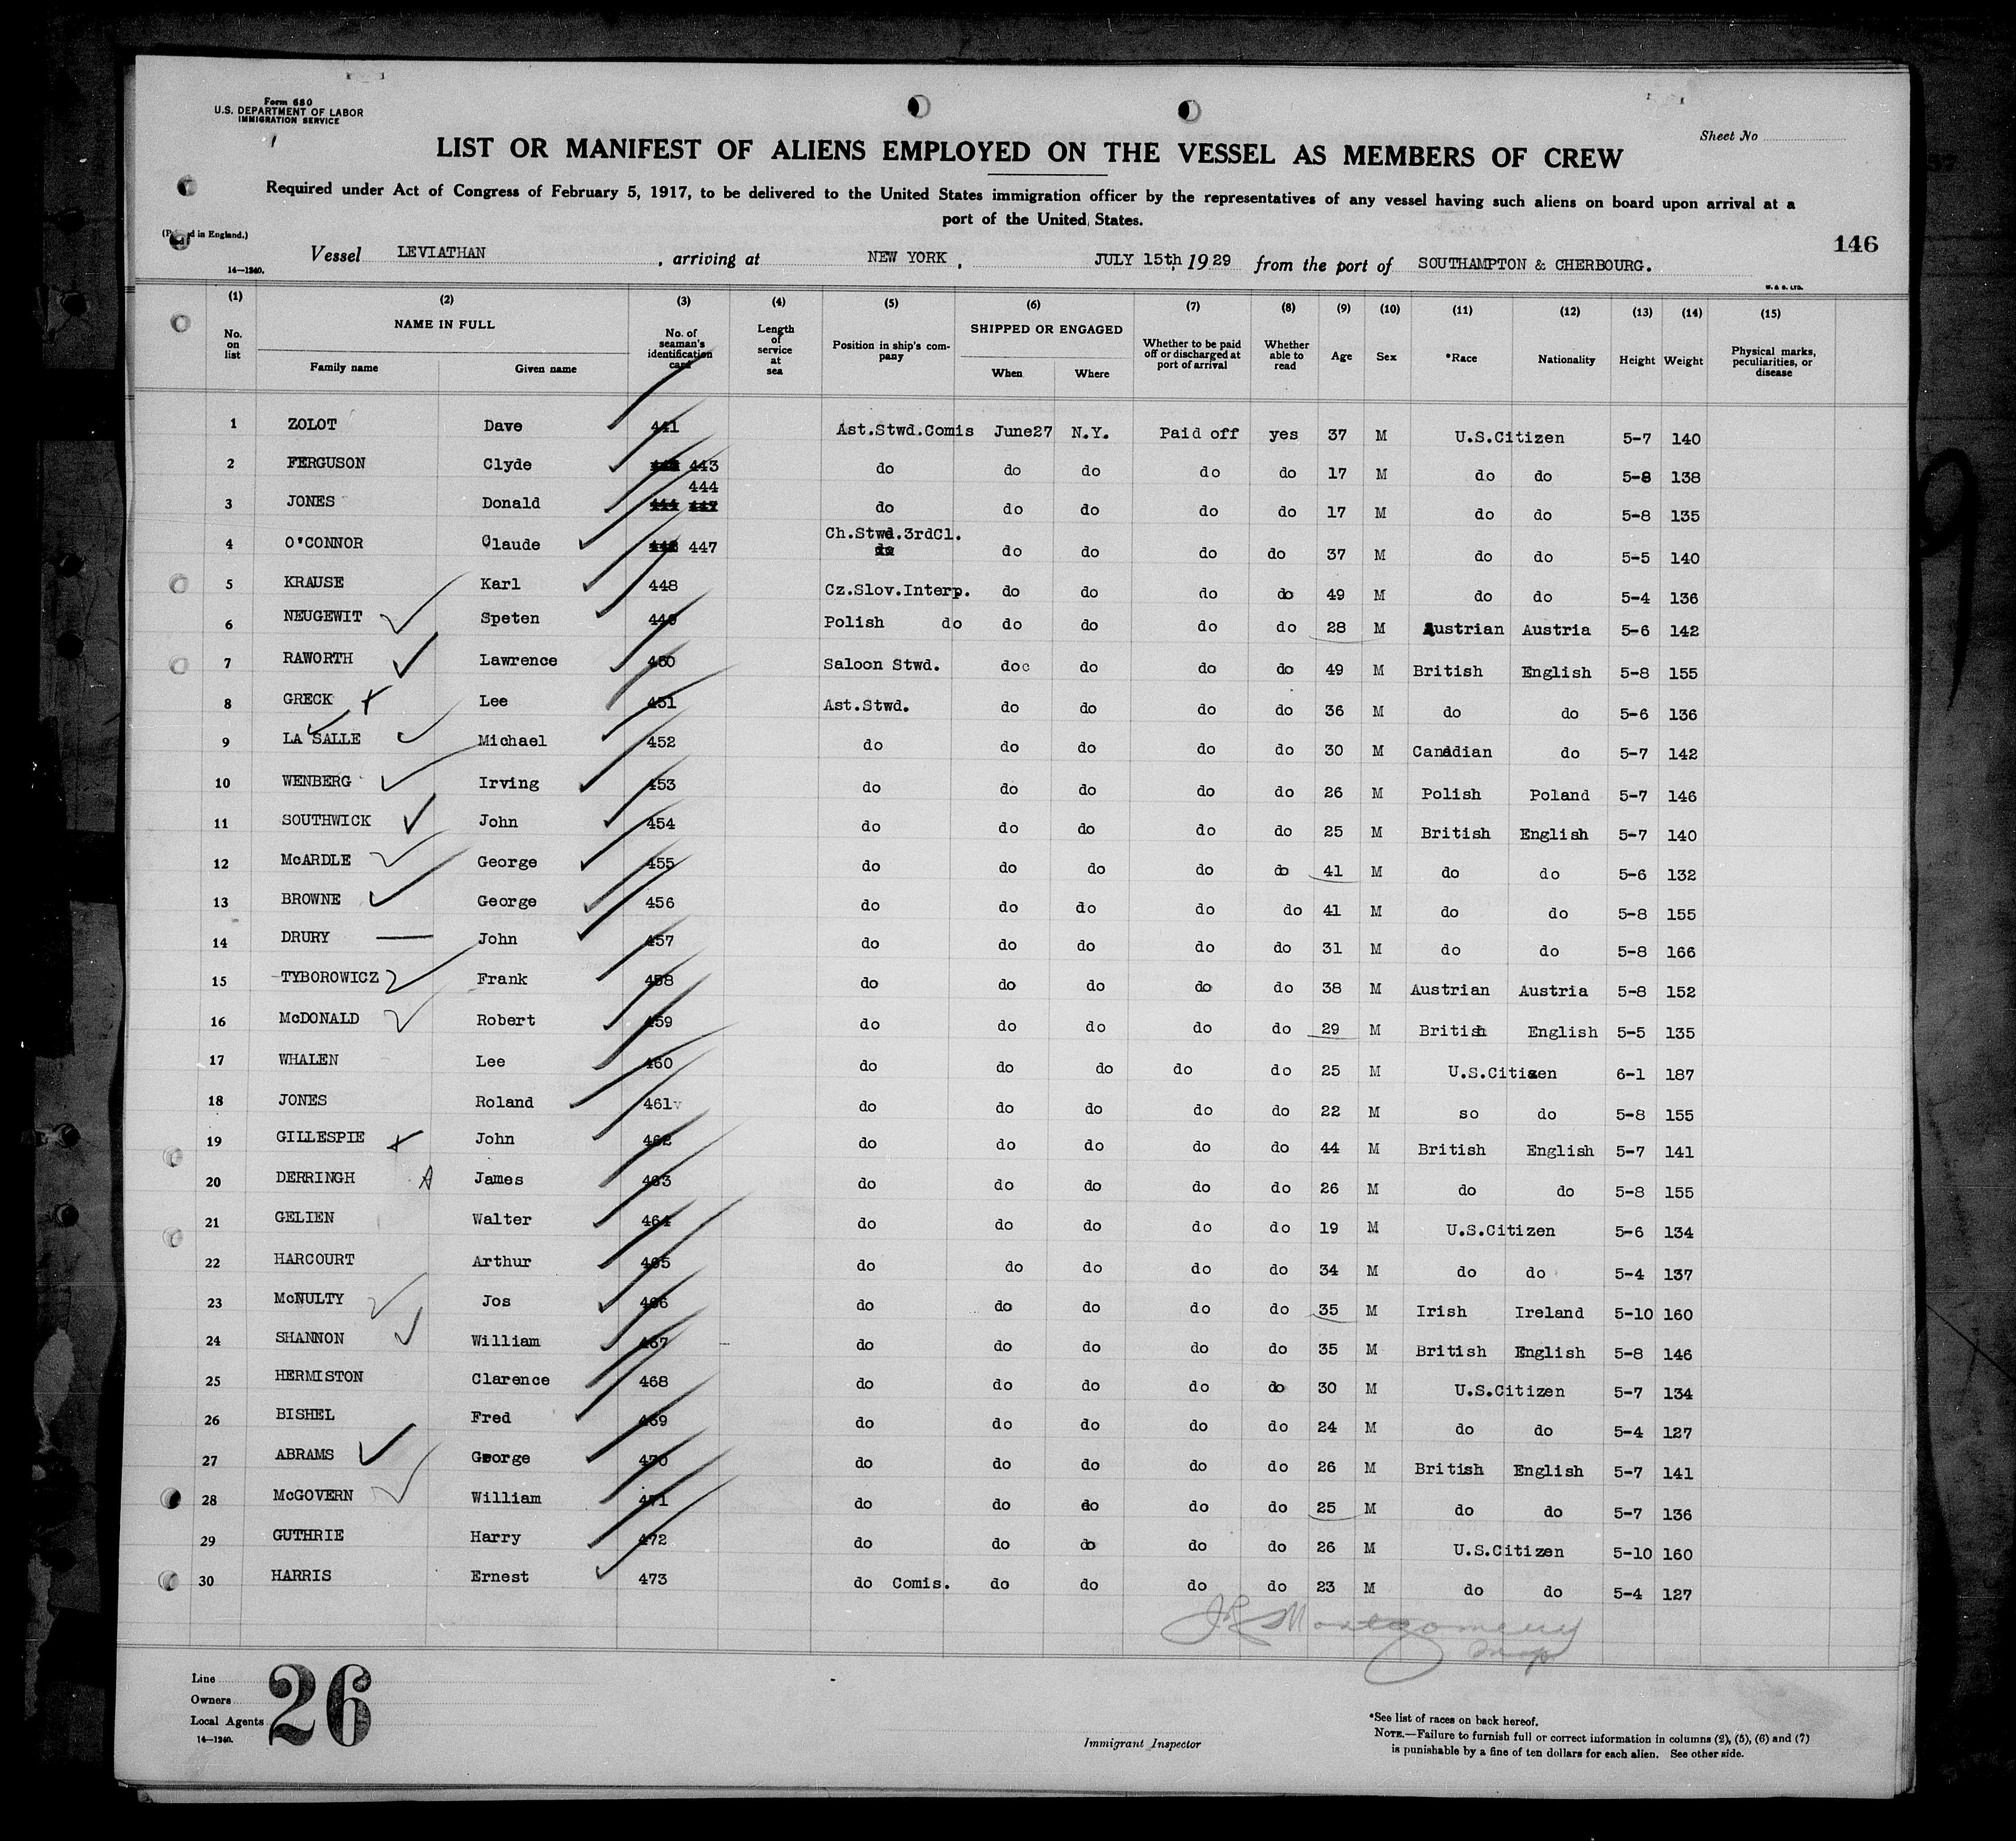 Form 680
U.S. DEPARTMENT OF LABOR
IMMIGRATION SERVICE
Sheet No
LIST OR MANIFEST OF ALIENS EMPLOYED ON THE VESSEL AS MEMBERS OF CREW
Required under Act of Congress of February 5, 1917, to be delivered to the United States immigration officer by the representatives of any vessel having such aliens on board upon arrival at a
port of the United States.
in England.)
146
Vessel LEVIATHAN , arriving at NEW YORK , JULY 15th, 19 29 from the port of SOUTHAMPTON & CHERBOURG.
14—1240.
W. & S. LTD.
(1) (2) (3) (4) (5) (6) (7) (8) (9) (10) (11) (12) (13) (14) (15)
No. on list NAME IN FULL Family name Given name No. of seaman's identification card Length of service at sea Position in ship's company SHIPPED OR ENGAGED When Where Whether to be paid off or discharged at port of arrival Whether able to read Age Sex *Race Nationality Height Weight Physical marks, peculiarities, or disease
1 ZOLOT Dave 441 Ast.Stwd.Comis June27 N.Y. Paid off yes 37 M U.S.Citizen 5-7 140
2 FERGUSON Clyde 443 do do do do do 17 M do do 5-8 138
3 JONES Donald 444 447 444 do do do do do 17 M do do 5-8 135
4 O'CONNOR Claude 447 Ch.Stwd.3rdCl. do do do do do 37 M do do 5-5 140
5 KRAUSE Karl 448 Cz.Slov.Interp. do do do do 49 M do do 5-4 136
6 NEUGEWIT Speten 449 Polish do do do do do 28 M Austrian Austria 5-6 142
7 RAWORTH Lawrence 450 Saloon Stwd. doc do do do 49 M British English 5-8 155
8 GRECK Lee 451 Ast.Stwd. do do do do 36 M do do 5-6 136
9 LA SALLE Michael 452 do do do do do 30 M Canadian do 5-7 142
10 WENBERG Irving 453 do do do do do 26 M Polish Poland 5-7 146
11 SOUTHWICK John 454 do do do do do 25 M British English 5-7 140
12 McARDLE George 455 do do do do do 41 M do do 5-6 132
13 BROWNE George 456 do do do do do 41 M do do 5-8 155
14 DRURY John 457 do do do do do 31 M do do 5-8 166
15 TYBOROWICZ Frank 458 do do do do do 38 M Austrian Austria 5-8 152
16 McDONALD Robert 459 do do do do do 29 M British English 5-5 135
17 WHALEN Lee 460 do do do do do 25 M U.S.Citizen 6-1 187
18 JONES Roland 461 do do do do do 22 M so do 5-8 155
19 GILLESPIE John 462 do do do do do 44 M British English 5-7 141
20 DERRINGH A James 463 do do do do do 26 M do do 5-8 155
21 GELIEN Walter 464 do do do do do 19 M U.S.Citizen 5-6 134
22 HARCOURT Arthur 465 do do do do do 34 M do do 5-4 137
23 McNULTY Jos 466 do do do do do 35 M Irish Ireland 5-10 160
24 SHANNON William 467 do do do do do 35 M British English 5-8 146
25 HERMISTON Clarence 468 do do do do do 30 M U.S.Citizen 5-7 134
26 BISHEL Fred 469 do do do do do 24 M do do 5-4 127
27 ABRAMS George 470 do do do do do 26 M British English 5-7 141
28 McGOVERN William 471 do do do do do 25 M do do 5-7 136
29 GUTHRIE Harry 472 do do do do do 26 M U.S.Citizen 5-10 160
30 HARRIS Ernest 473 do Comis. do do do do 23 M do do 5-4 127
Montgomery
Insp
Line
Owners
Local Agents
14—1240.
26
Immigrant Inspector
*See list of races on back hereof.
NOTE.—Failure to furnish full or correct information in columns (2), (5), (6) and (7)
is punishable by a fine of ten dollars for each alien. See other side.